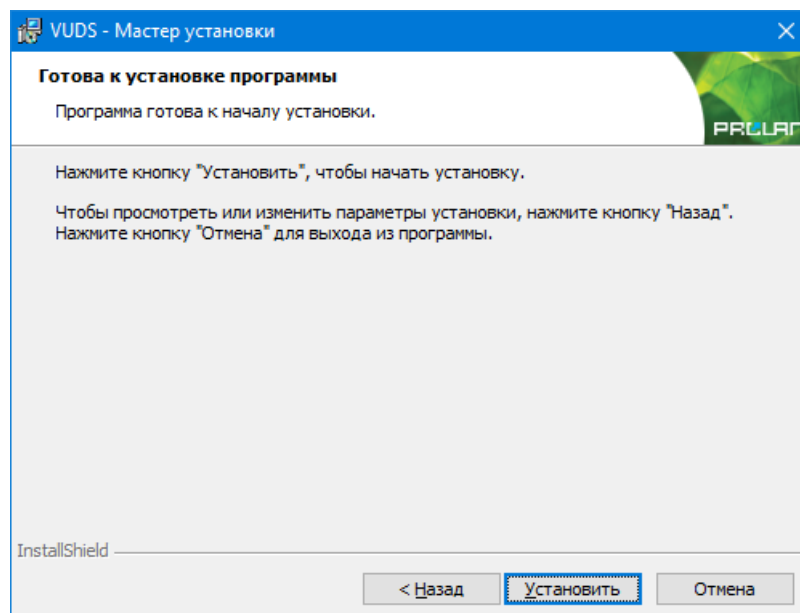 VUDS - Мастер установки
Готова к установке программы
Программа готова к началу установки.
PROLAN
Нажмите кнопку "Установить", чтобы начать установку.
Чтобы просмотреть или изменить параметры установки, нажмите кнопку "Назад".
Нажмите кнопку "Отмена" для выхода из программы.
InstallShield
< Назад
Установить
Отмена